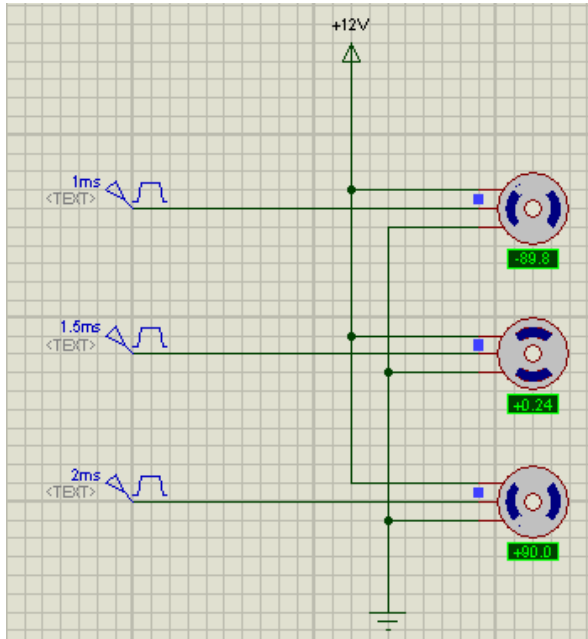 +12V
1ms
<TEXT>
-89.8
1.5ms
<TEXT>
+0.24
2ms
<TEXT>
+90.0